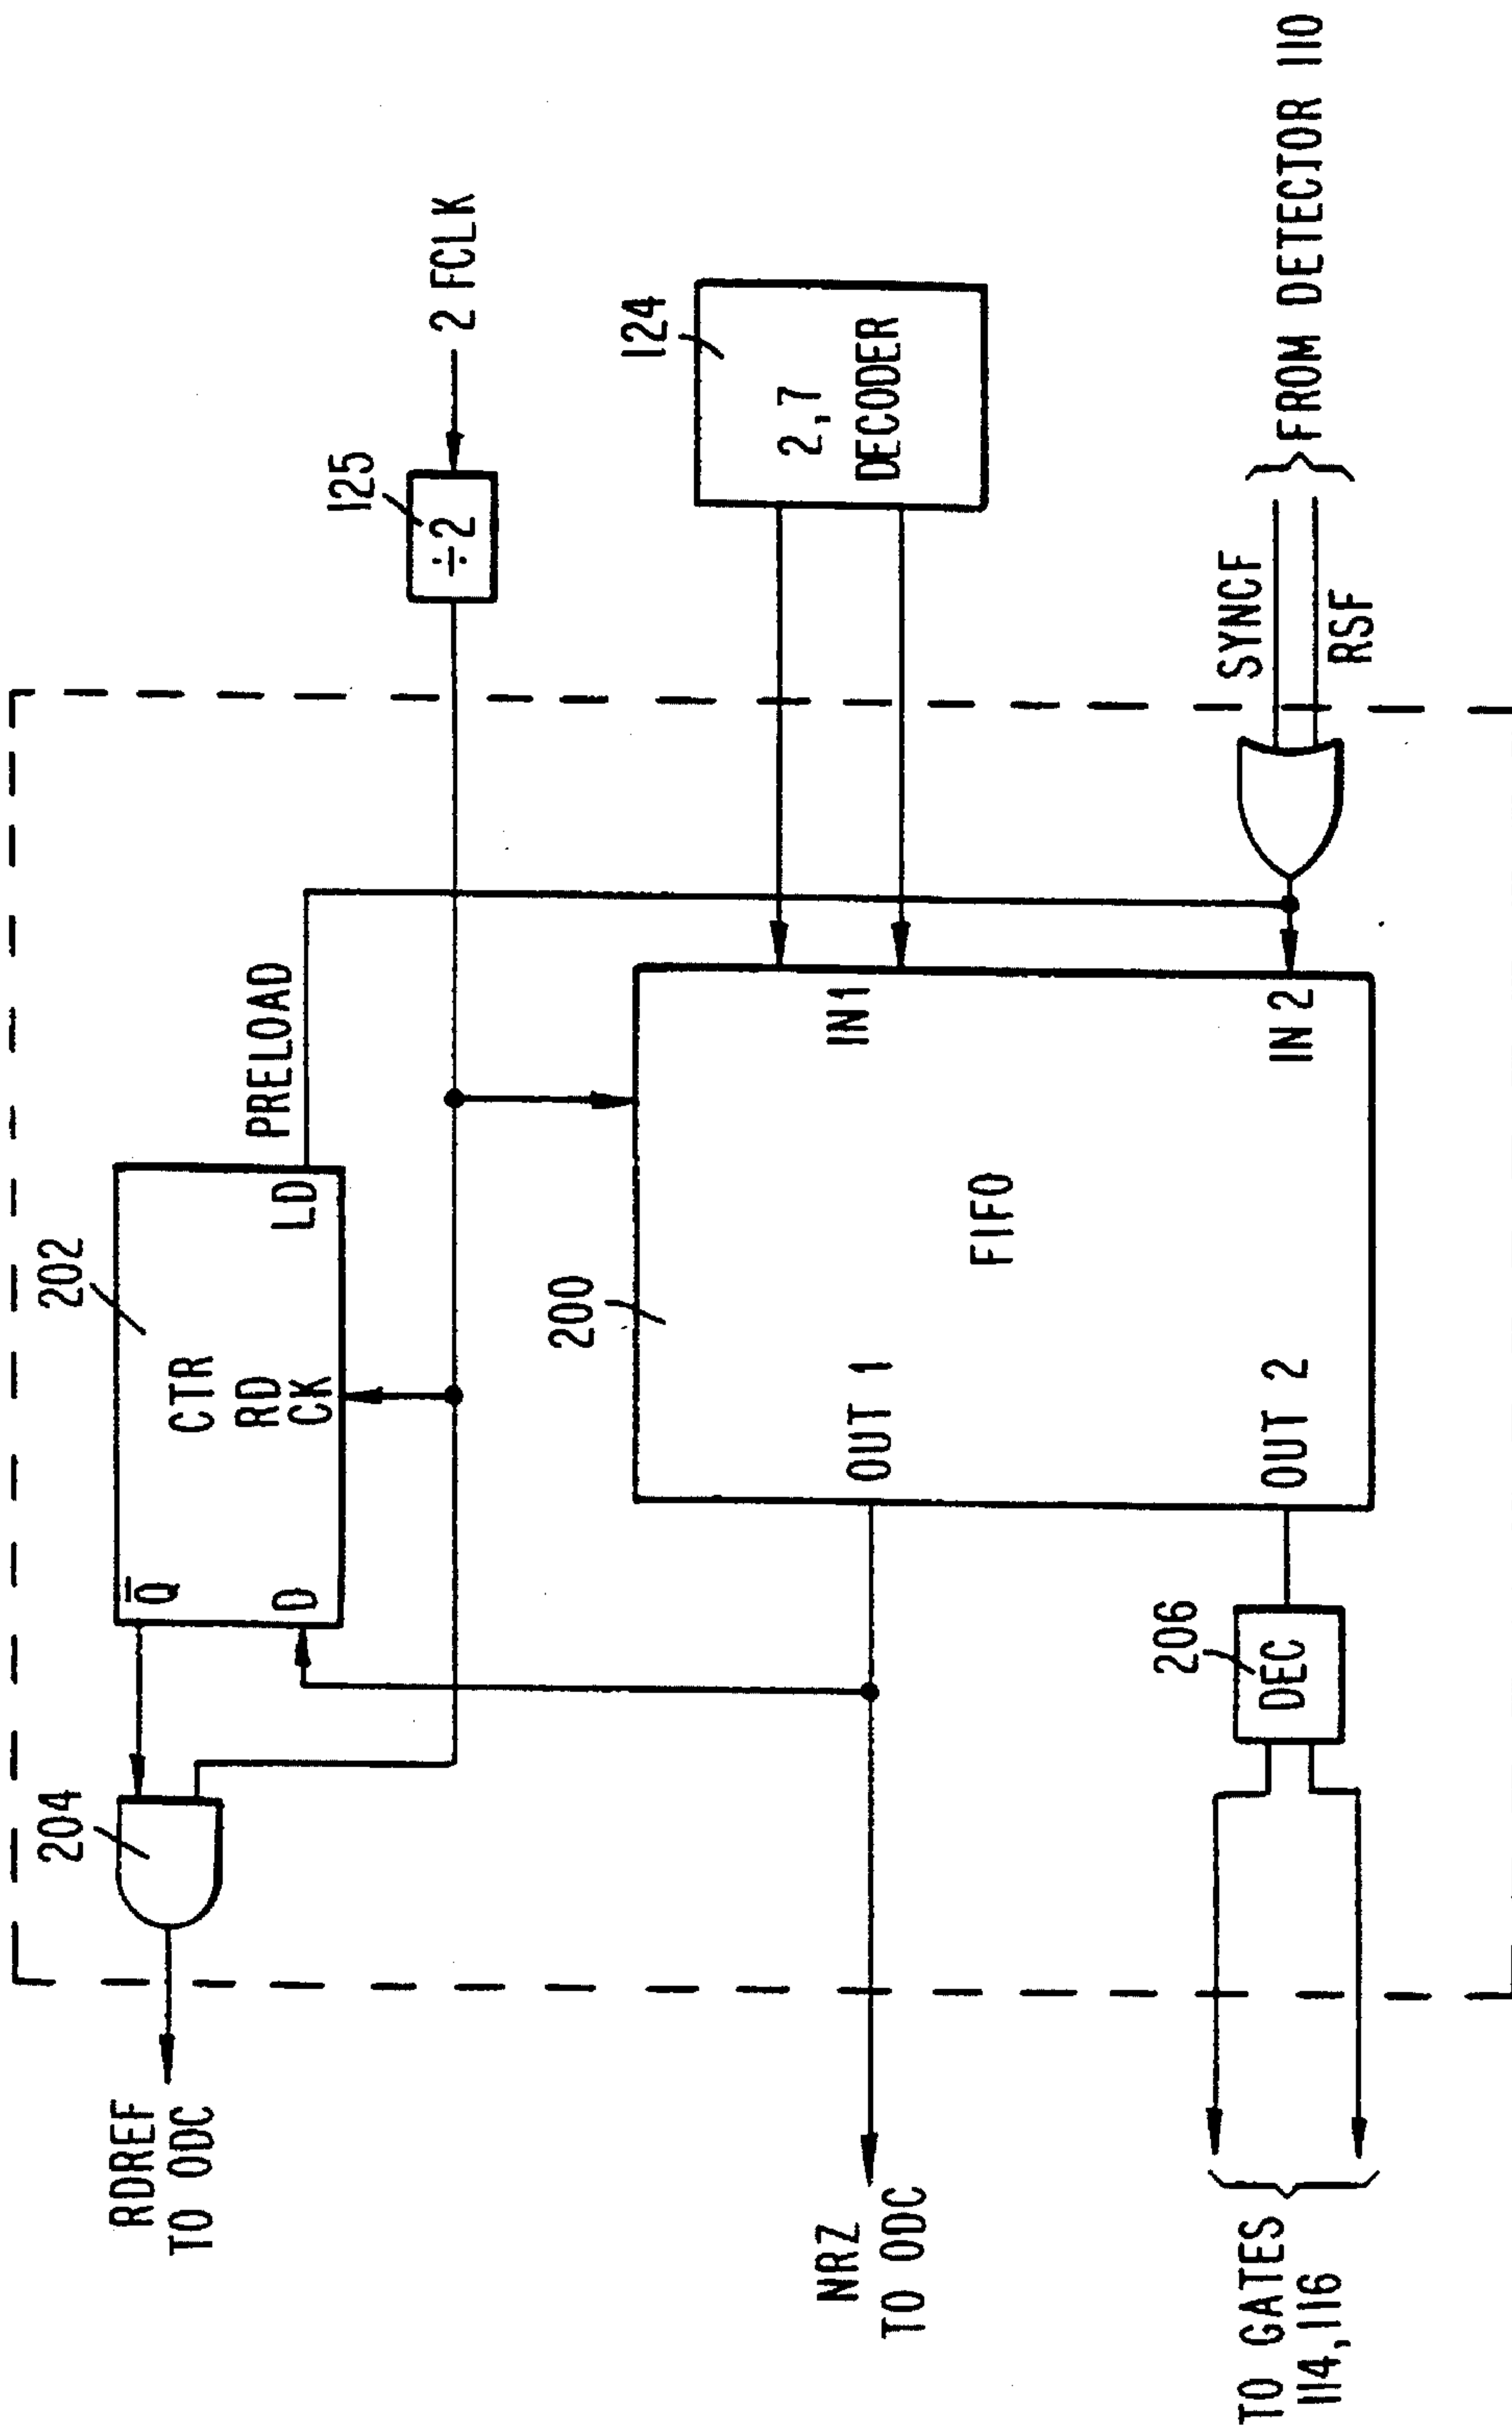 204
RDREF
TO ODC
202
Q̅
D
CTR
RD
CK
LD
PRELOAD
125
÷2
2 FCLK
NRZ
TO ODC
200
OUT 1
FIFO
IN1
124
2,7
DECODER
TO GATES
114,116
206
DEC
OUT 2
IN 2
SYNCF
RSF
FROM DETECTOR 110